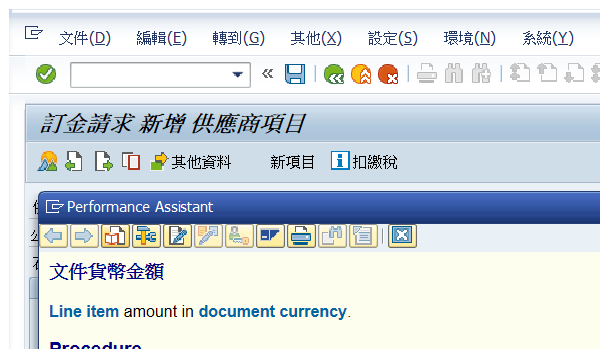 文件(D) 編輯(E) 轉到(G) 其他(X) 設定(S) 環境(N) 系統(Y)
訂金請求 新增 供應商項目
其他資料 新項目 扣繳稅
Performance Assistant
文件貨幣金額
Line item amount in document currency.
Procedure